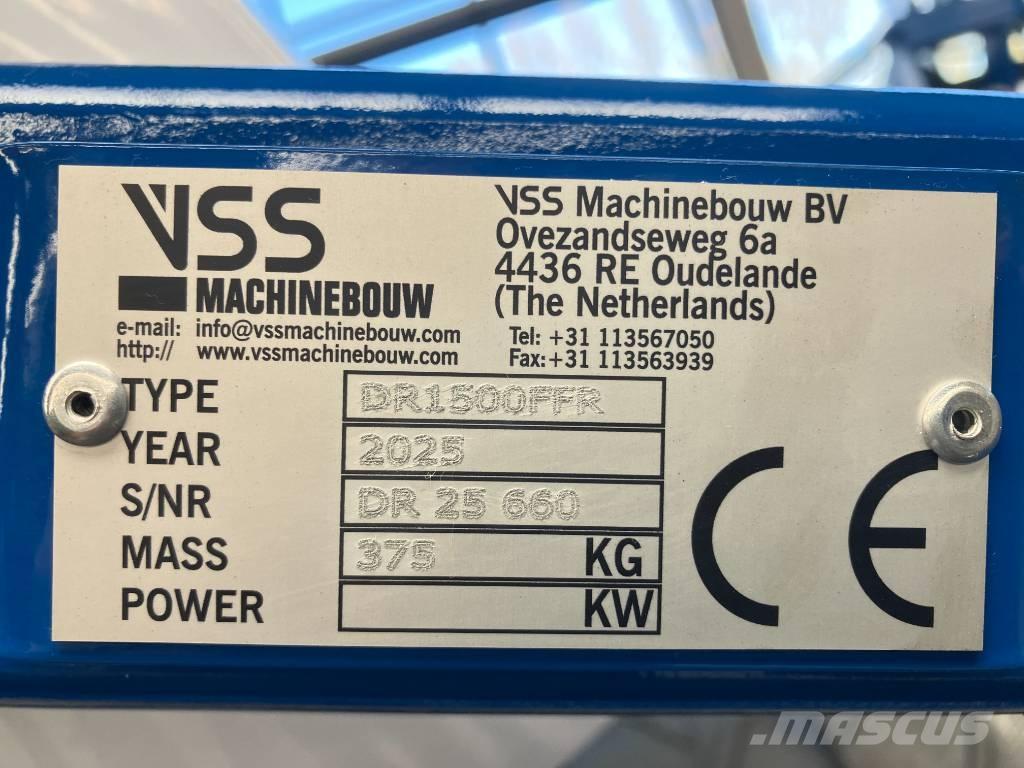 VSS
MACHINEBOUW
e-mail: info@vssmachinebouw.com
http:// www.vssmachinebouw.com
VSS Machinebouw BV
Ovezandseweg 6a
4436 RE Oudelande
(The Netherlands)
Tel: +31 113567050
Fax:+31 113563939
TYPE DR1500FFR
YEAR 2025
S/NR DR 25 660
MASS 375 KG
POWER KW
CE
MASCUS